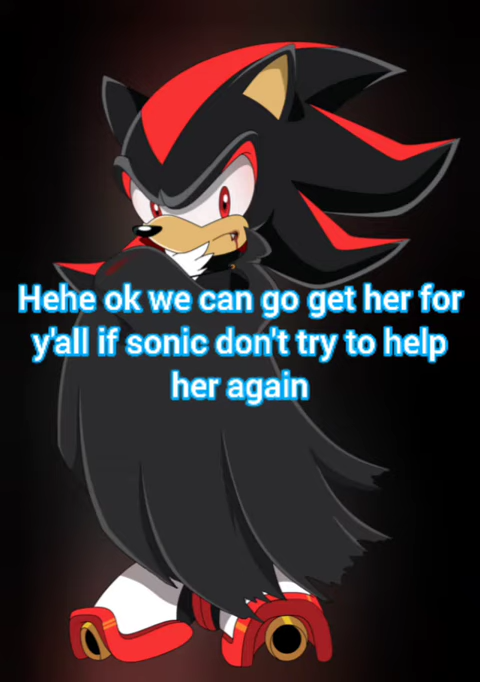 Hehe ok we can go get her for
y'all if sonic don't try to help
her again